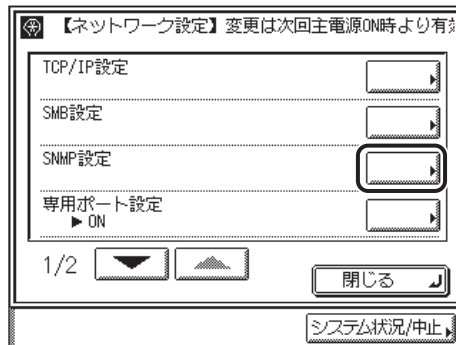 【ネットワーク設定】変更は次回主電源ON時より有効
TCP/IP設定
SMB設定
SNMP設定
専用ポート設定
▶ ON
1/2
閉じる
システム状況/中止